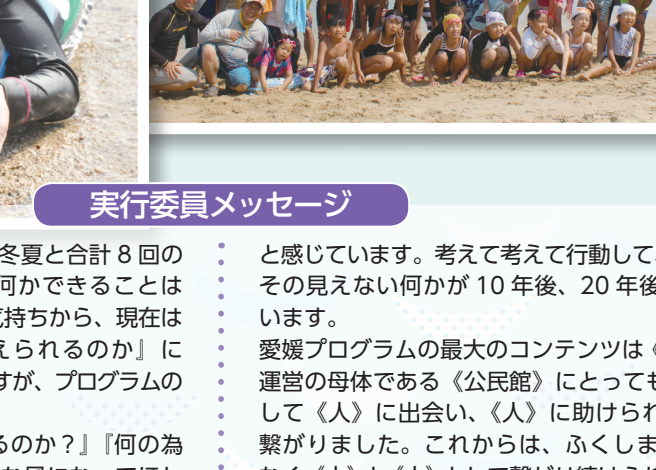 実行委員メッセージ
冬夏と合計 8 回の
何かできることは
気持ちから、現在は
えられるのか』に
すが、プログラムの
るのか？』『何の為
と感じています。考えて考えて行動して
その見えない何かが 10 年後、20 年後
います。
愛媛プログラムの最大のコンテンツは
運営の母体である《公民館》にとっても
して《人》に出会い、《人》に助けられ
繋がりました。これからは、ふくしま